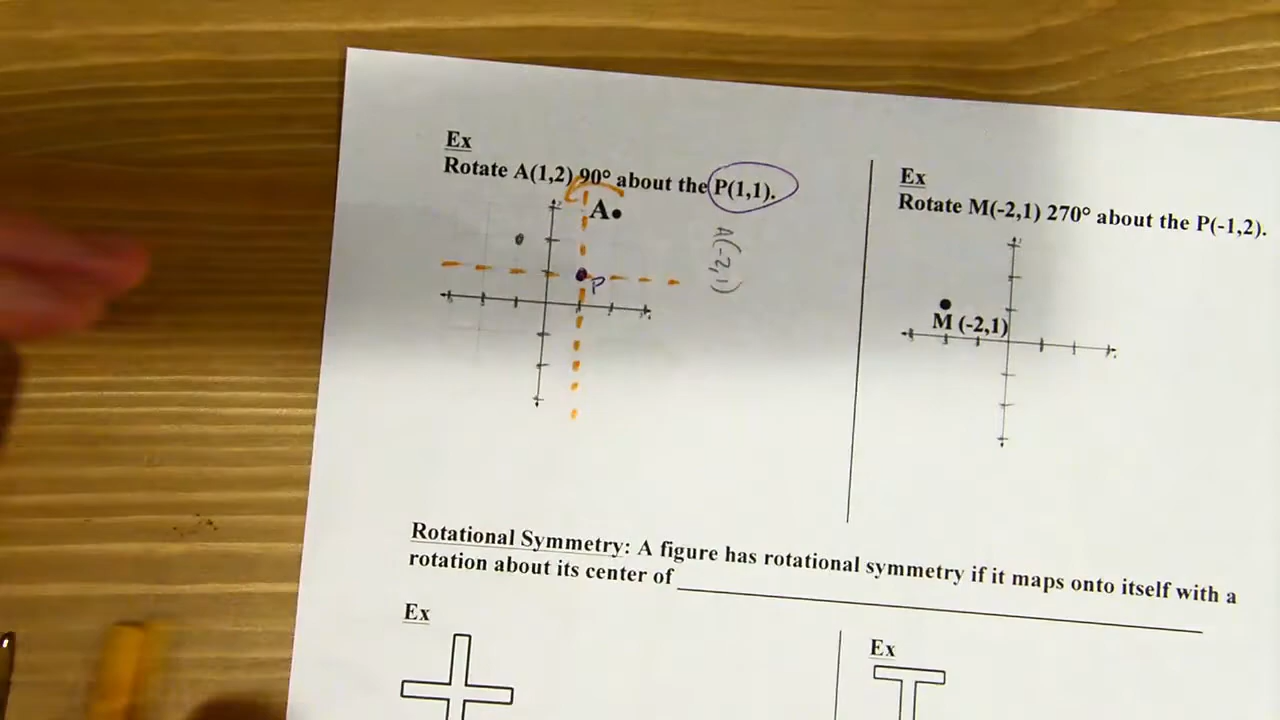 Ex
Rotate A(1,2) 90° about the P(1,1).
A
P
A(-2,1)
Ex
Rotate M(-2,1) 270° about the P(-1,2).
M (-2,1)
Rotational Symmetry: A figure has rotational symmetry if it maps onto itself with a
rotation about its center of
Ex
Ex